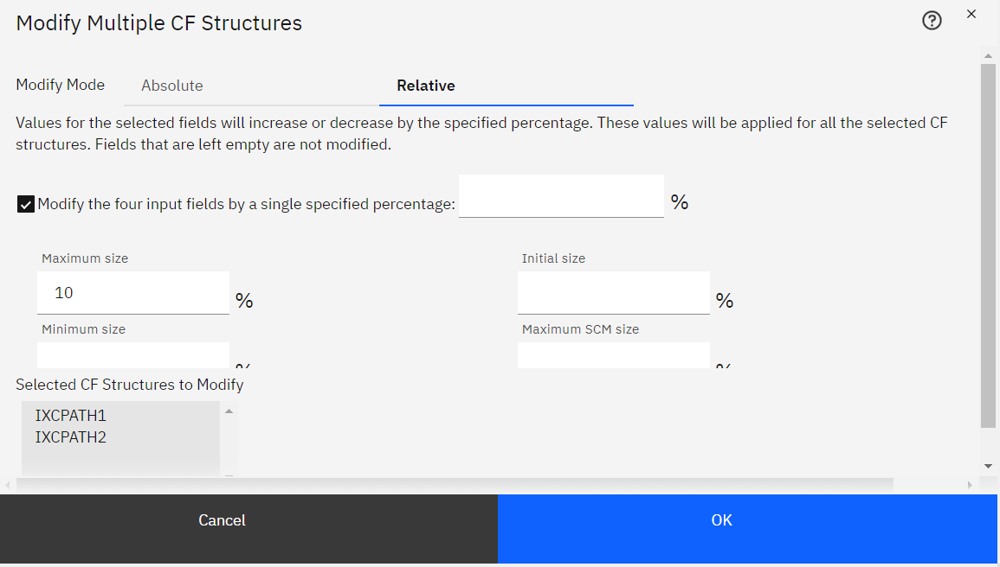 Modify Multiple CF Structures
Modify Mode Absolute Relative
Values for the selected fields will increase or decrease by the specified percentage. These values will be applied for all the selected CF
structures. Fields that are left empty are not modified.
Modify the four input fields by a single specified percentage: %
Maximum size Initial size
10 % %
Minimum size Maximum SCM size
% %
Selected CF Structures to Modify
IXCPATH1
IXCPATH2
Cancel OK